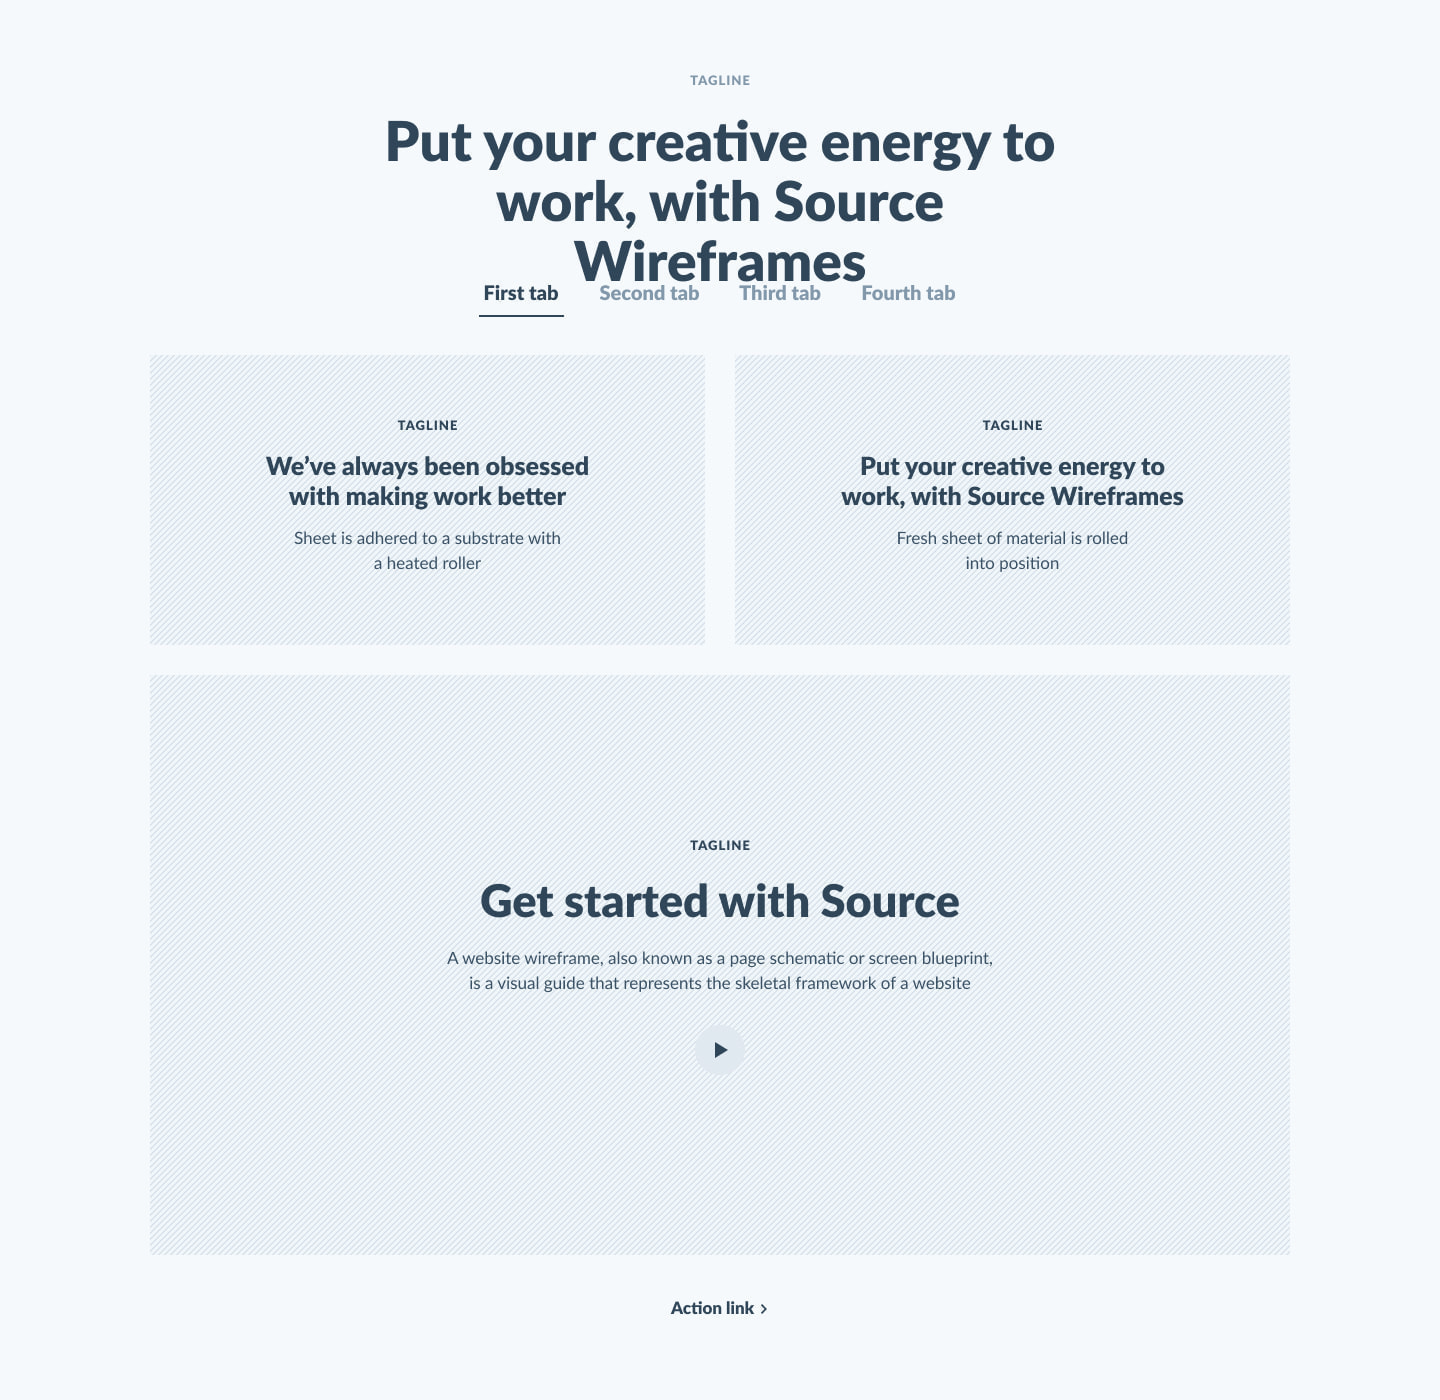 TAGLINE
Put your creative energy to
work, with Source
Wireframes
First tab Second tab Third tab Fourth tab
TAGLINE
We’ve always been obsessed
with making work better
Sheet is adhered to a substrate with
a heated roller
TAGLINE
Put your creative energy to
work, with Source Wireframes
Fresh sheet of material is rolled
into position
TAGLINE
Get started with Source
A website wireframe, also known as a page schematic or screen blueprint,
is a visual guide that represents the skeletal framework of a website
Action link